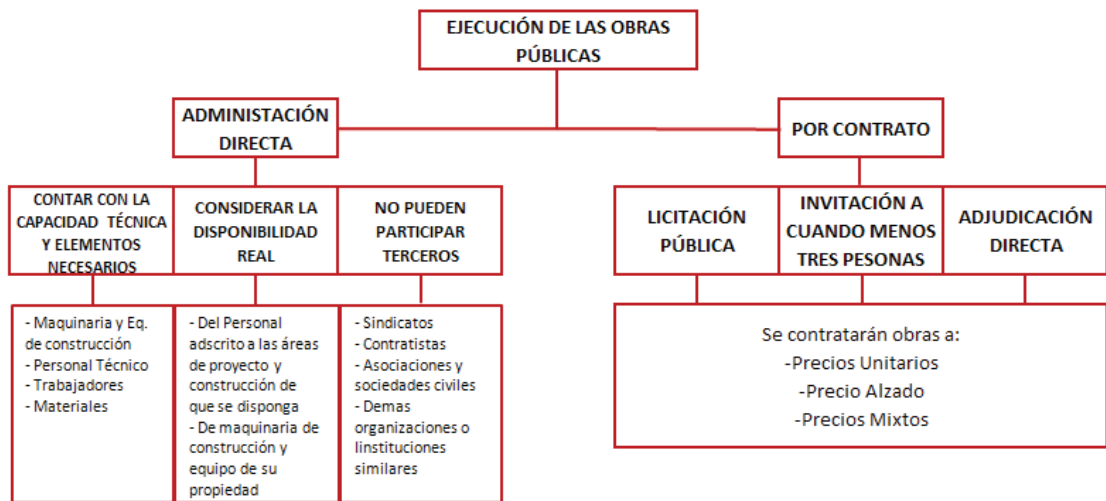 EJECUCIÓN DE LAS OBRAS
PÚBLICAS
ADMINISTACIÓN
DIRECTA
POR CONTRATO
CONTAR CON LA
CAPACIDAD TÉCNICA
Y ELEMENTOS
NECESARIOS
CONSIDERAR LA
DISPONIBILIDAD
REAL
NO PUEDEN
PARTICIPAR
TERCEROS
LICITACIÓN
PÚBLICA
INVITACIÓN A
CUANDO MENOS
TRES PESONAS
ADJUDICACIÓN
DIRECTA
- Maquinaria y Eq.
de construcción
- Personal Técnico
- Trabajadores
- Materiales
- Del Personal
adscrito a las áreas
de proyecto y
construcción de
que se disponga
- De maquinaria de
construcción y
equipo de su
propiedad
- Sindicatos
- Contratistas
- Asociaciones y
sociedades civiles
- Demas
organizaciones o
linstituciones
similares
Se contratarán obras a:
-Precios Unitarios
-Precio Alzado
-Precios Mixtos